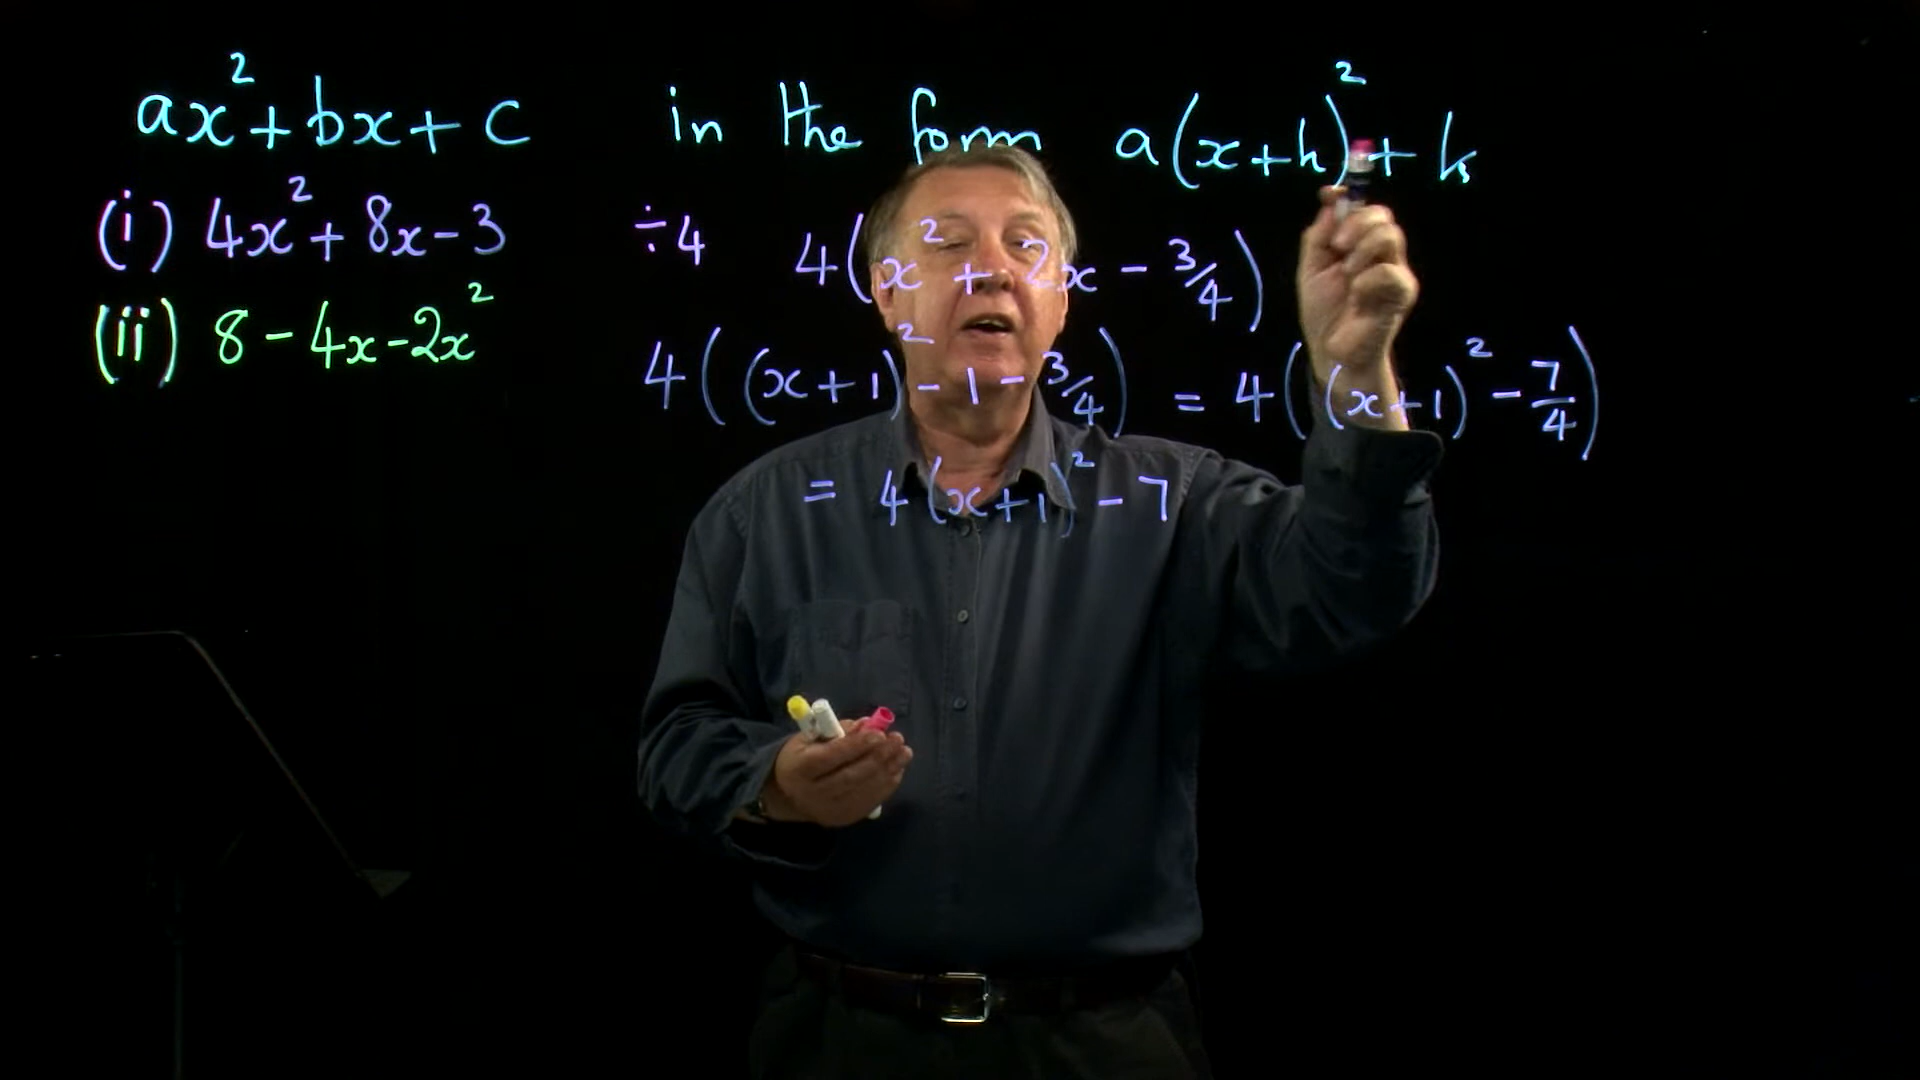 ax² + bx + c in the form a(x+h)² + k
(i) 4x² + 8x - 3 ÷4 4(x² + 2x - 3/4)
(ii) 8 - 4x - 2x²
4((x+1)² - 1 - 3/4) = 4((x+1)² - 7/4)
= 4(x+1)² - 7